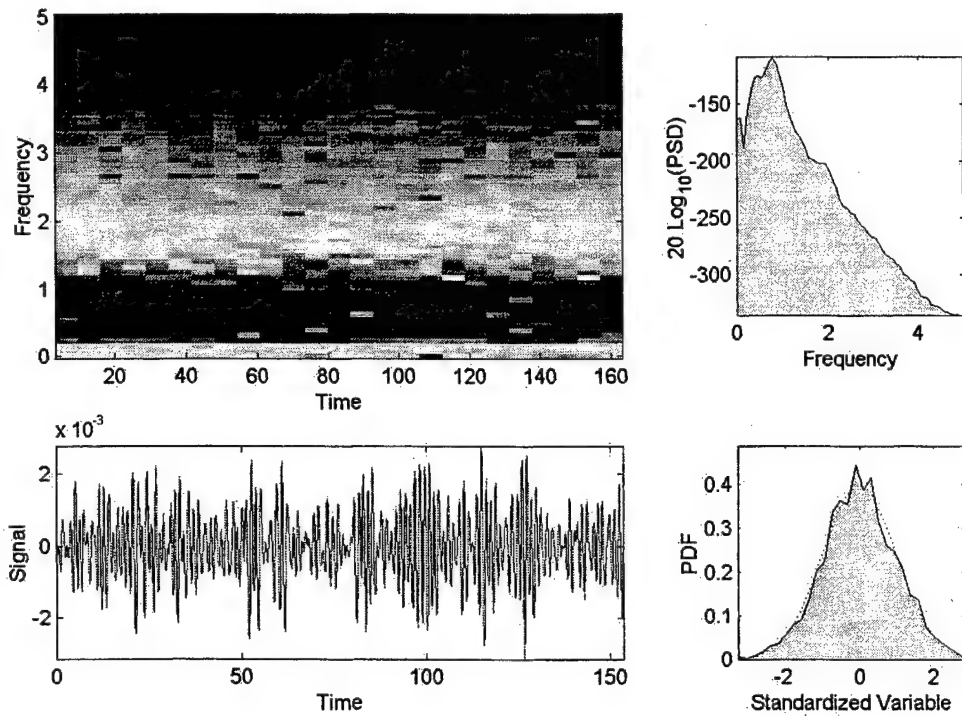 5
4
3
2
1
0
Frequency
20 40 60 80 100 120 140 160
Time
-150
-200
-250
-300
20 Log10(PSD)
0 2 4
Frequency
x 10-3
2
0
-2
Signal
0 50 100 150
Time
0.4
0.3
0.2
0.1
0
PDF
-2 0 2
Standardized Variable